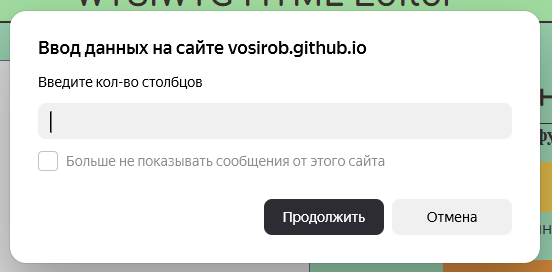 WYSIWYG HTML Editor
Ввод данных на сайте vosirob.github.io
Введите кол-во столбцов
Больше не показывать сообщения от этого сайта
Продолжить
Отмена